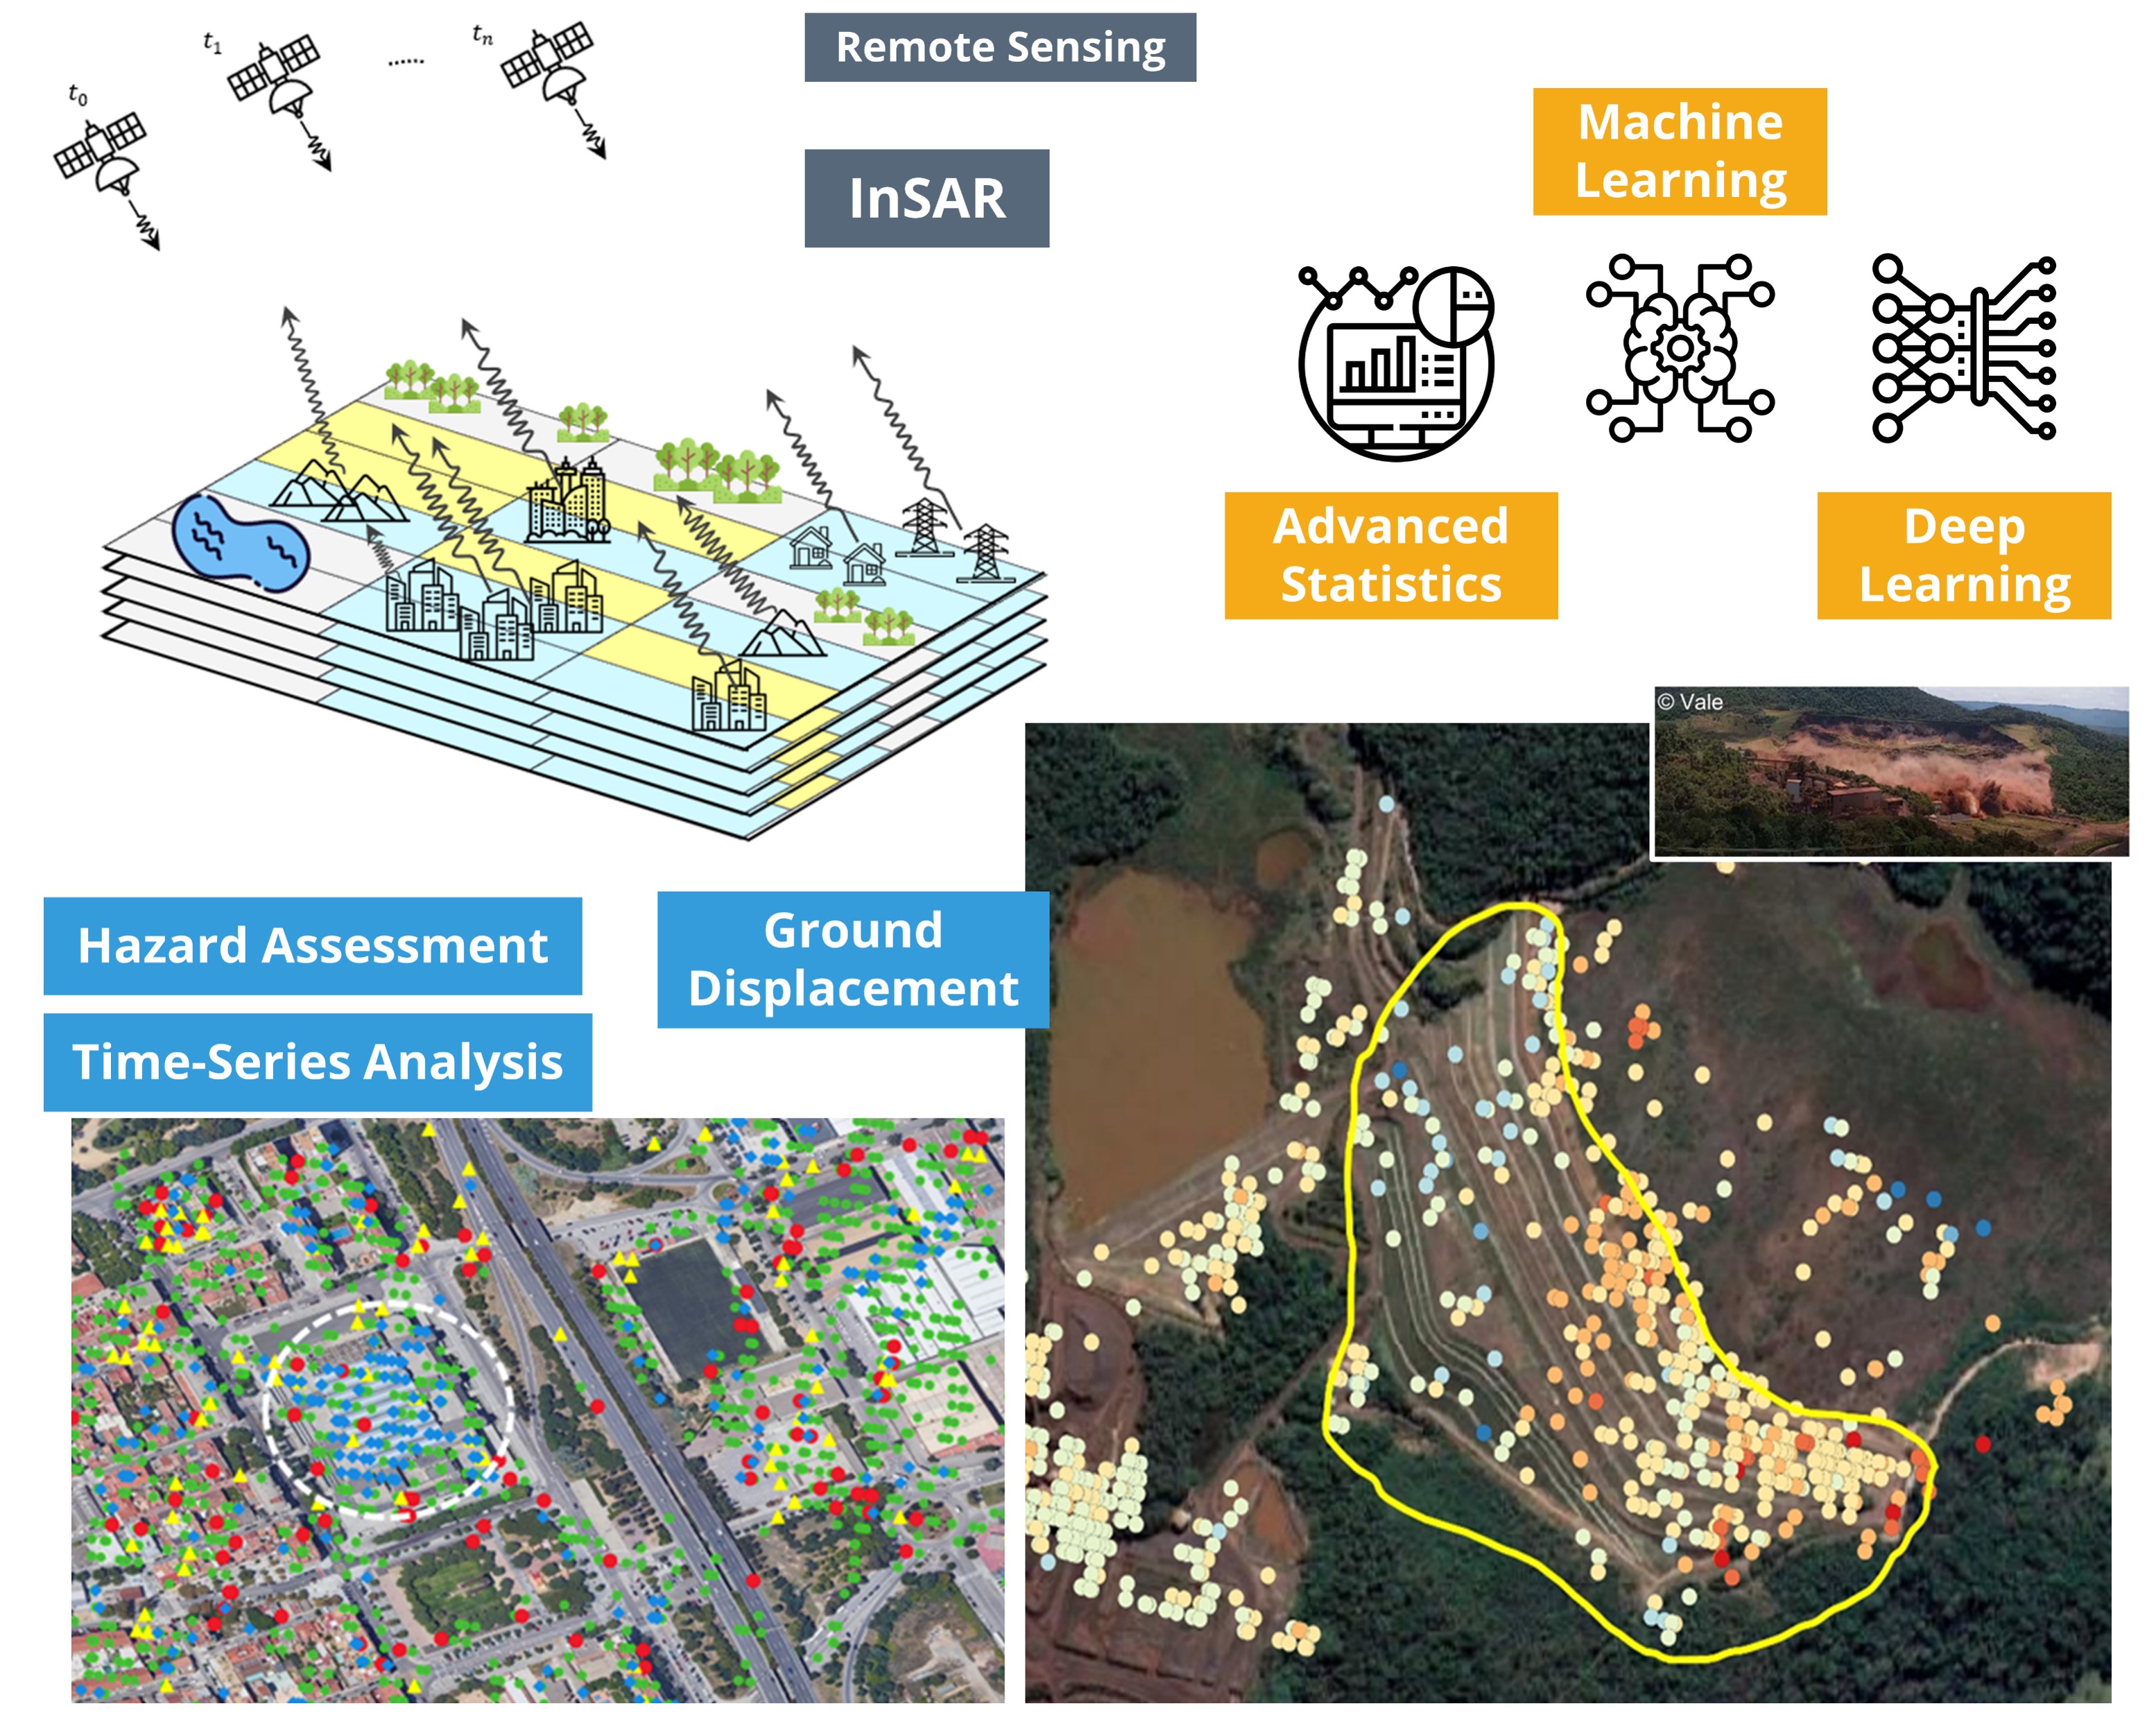 t0
t1
......
tn
Remote Sensing
InSAR
Machine
Learning
Advanced
Statistics
Deep
Learning
© Vale
Hazard Assessment
Ground
Displacement
Time-Series Analysis